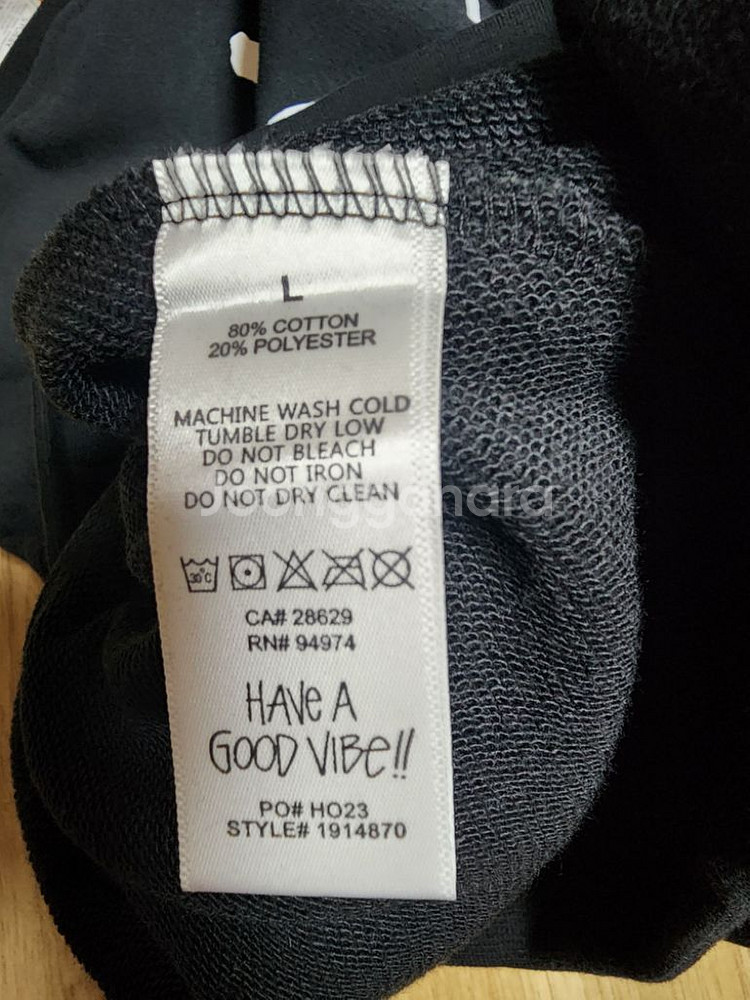 L
80% COTTON
20% POLYESTER
MACHINE WASH COLD
TUMBLE DRY LOW
DO NOT BLEACH
DO NOT IRON
DO NOT DRY CLEAN
30°C
CA# 28629
RN# 94974
HAVe A
GOOD VIBe!!
PO# HO23
STYLE# 1914870